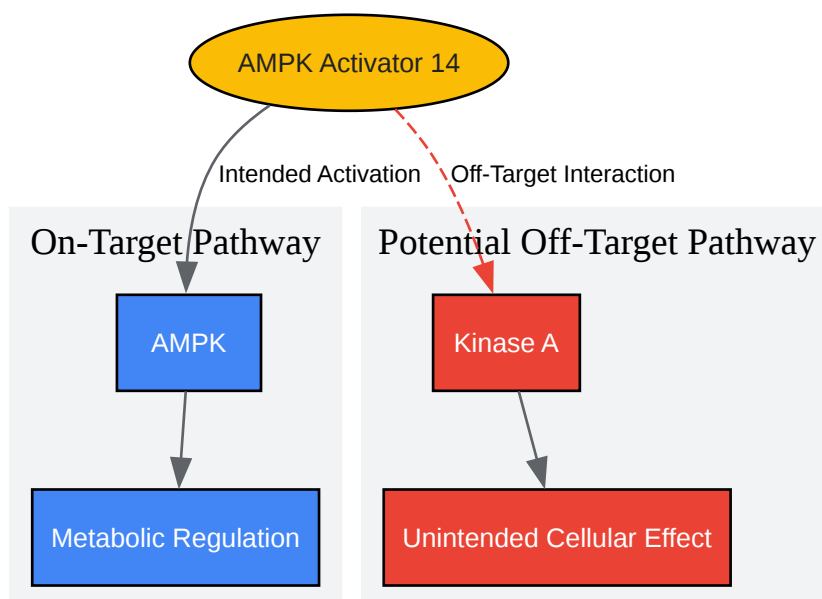 AMPK Activator 14
Intended Activation
Off-Target Interaction
On-Target Pathway
Potential Off-Target Pathway
AMPK
Kinase A
Metabolic Regulation
Unintended Cellular Effect